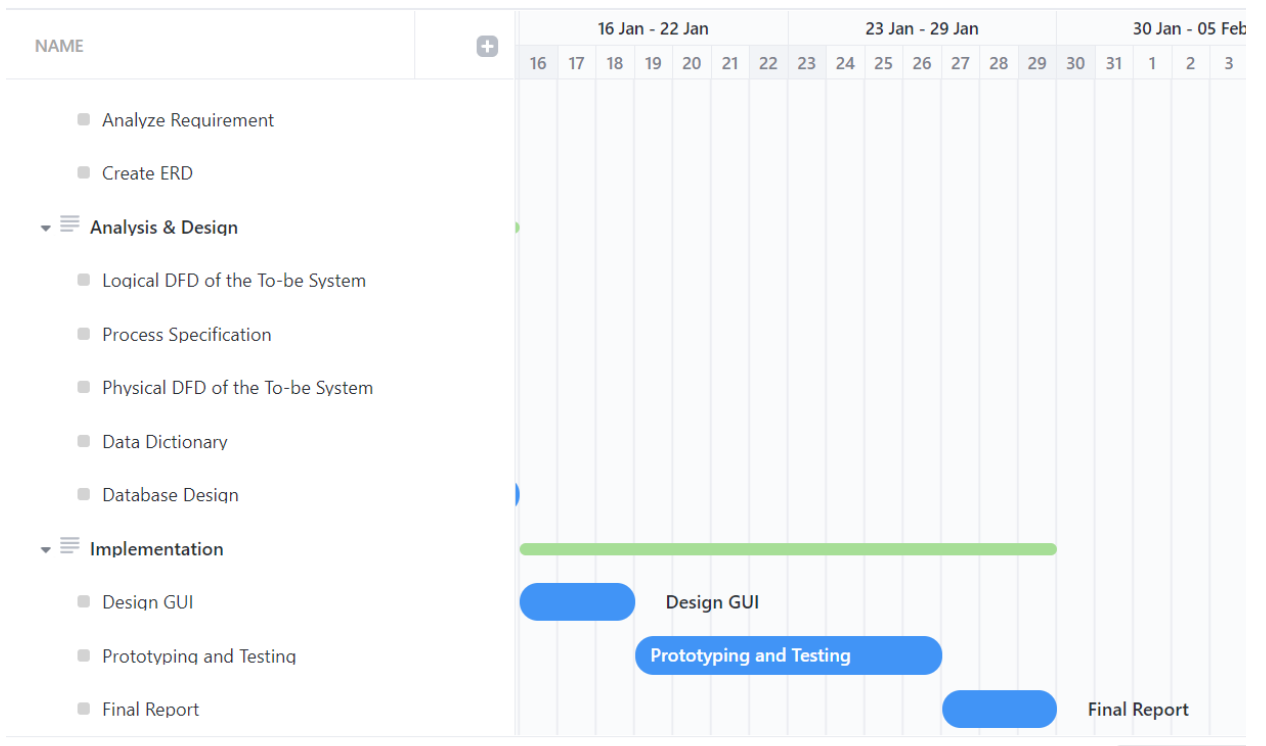 NAME
16 Jan - 22 Jan 23 Jan - 29 Jan 30 Jan - 05 Feb
16 17 18 19 20 21 22 23 24 25 26 27 28 29 30 31 1 2 3
Analyze Requirement
Create ERD
Analysis & Design
Logical DFD of the To-be System
Process Specification
Physical DFD of the To-be System
Data Dictionary
Database Design
Implementation
Design GUI Design GUI
Prototyping and Testing Prototyping and Testing
Final Report Final Report